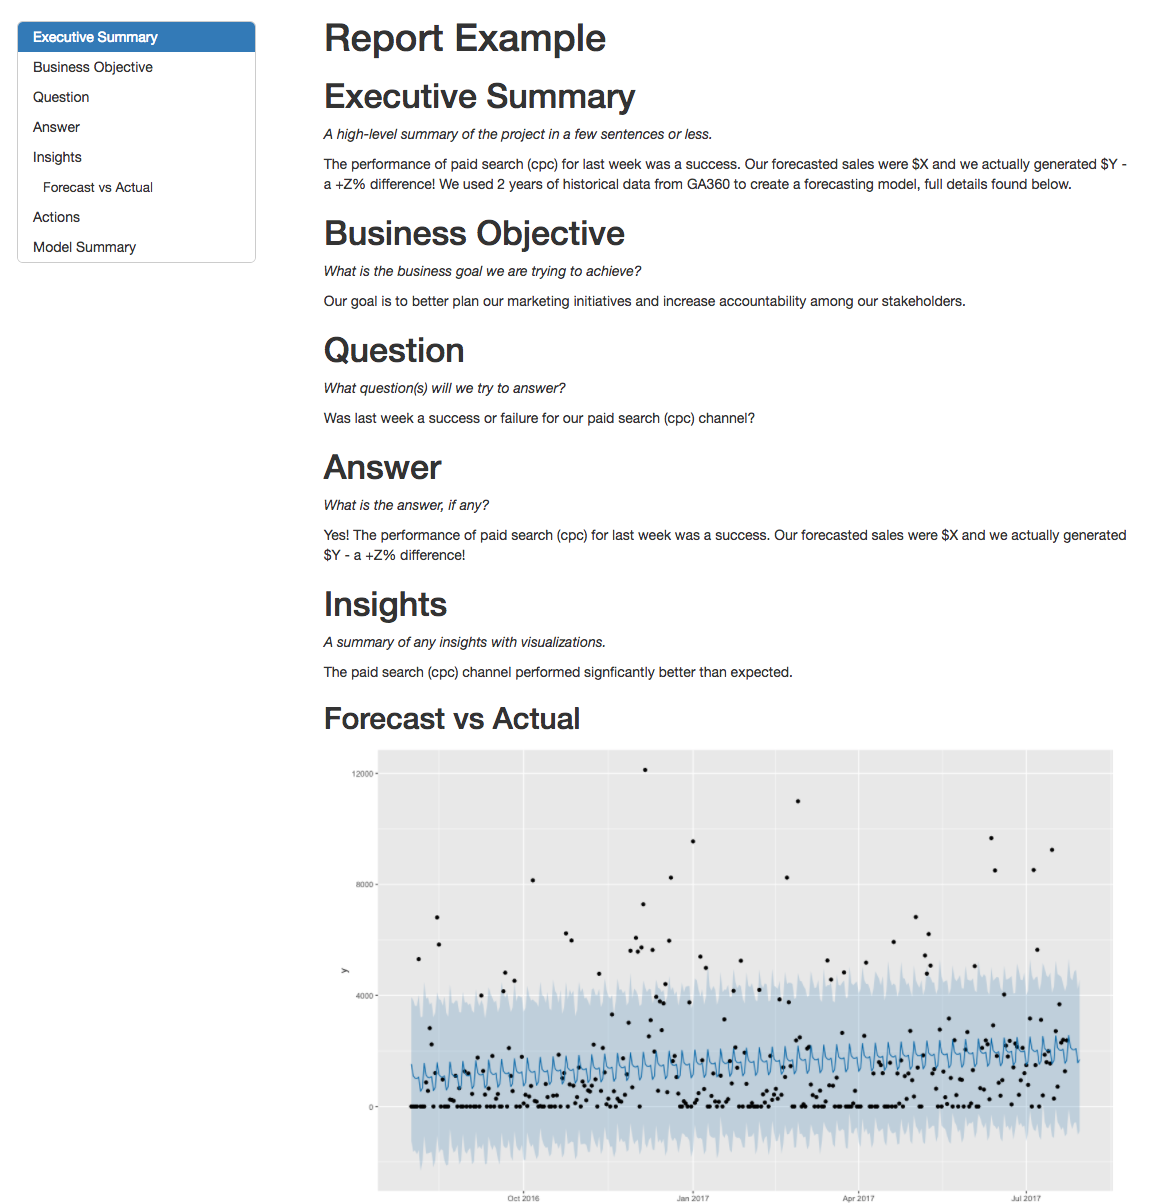 Executive Summary
Business Objective
Question
Answer
Insights
Forecast vs Actual
Actions
Model Summary
Report Example
Executive Summary
A high-level summary of the project in a few sentences or less.
The performance of paid search (cpc) for last week was a success. Our forecasted sales were $X and we actually generated $Y -
a +Z% difference! We used 2 years of historical data from GA360 to create a forecasting model, full details found below.
Business Objective
What is the business goal we are trying to achieve?
Our goal is to better plan our marketing initiatives and increase accountability among our stakeholders.
Question
What question(s) will we try to answer?
Was last week a success or failure for our paid search (cpc) channel?
Answer
What is the answer, if any?
Yes! The performance of paid search (cpc) for last week was a success. Our forecasted sales were $X and we actually generated
$Y - a +Z% difference!
Insights
A summary of any insights with visualizations.
The paid search (cpc) channel performed signficantly better than expected.
Forecast vs Actual
12000
8000
y
4000
0
Oct 2016 Jan 2017 Apr 2017 Jul 2017